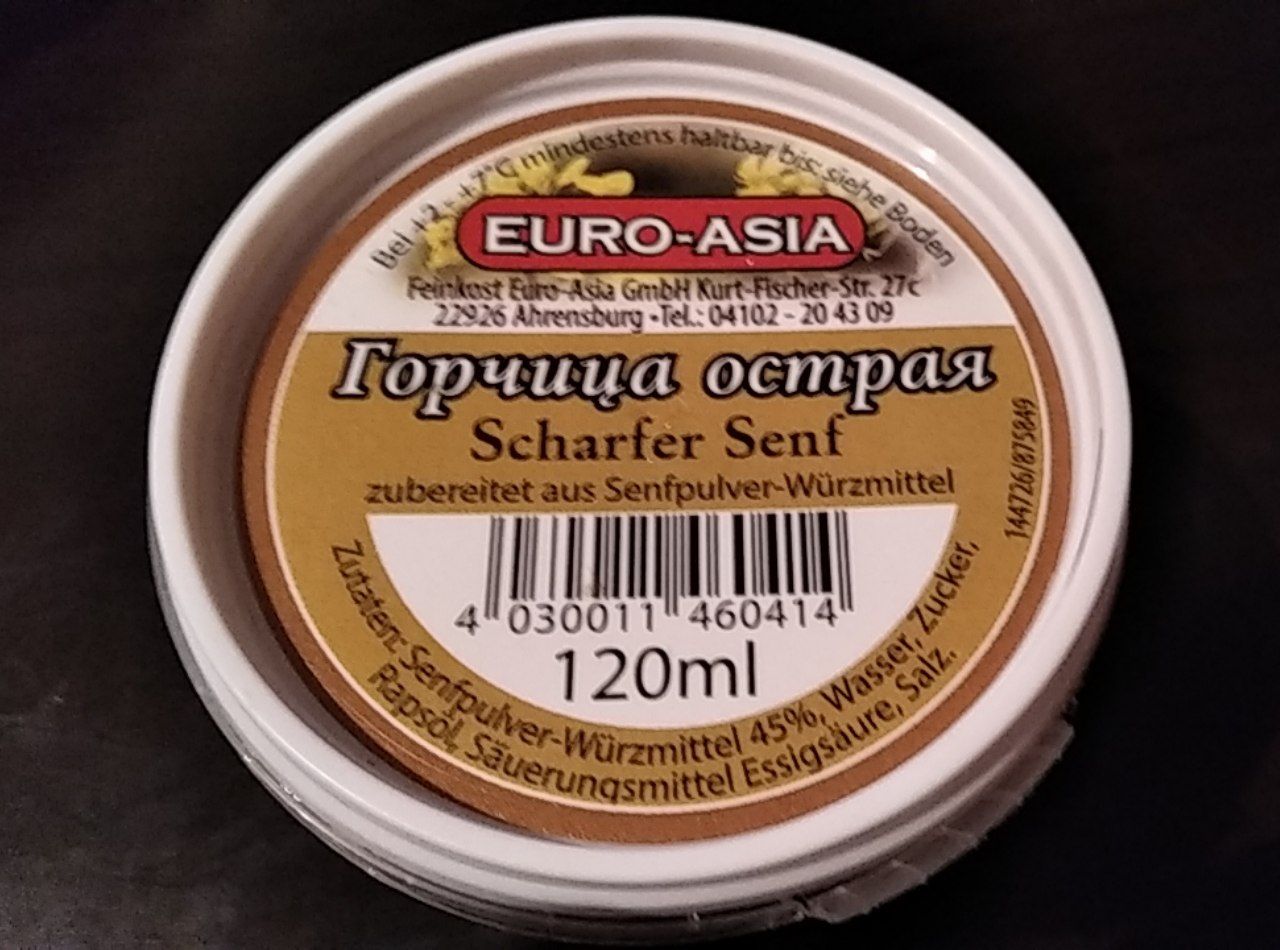 Bei +2 - +7°C mindestens haltbar bis: siehe Boden
EURO-ASIA
Feinkost Euro-Asia GmbH Kurt-Fischer-Str. 27c
22926 Ahrensburg •Tel.: 04102 - 20 43 09
Горчица острая
Scharfer Senf
zubereitet aus Senfpulver-Würzmittel
144726/875849
4 030011 460414
120ml
Zutaten: Senfpulver-Würzmittel 45%, Wasser, Zucker,
Rapsöl, Säuerungsmittel Essigsäure, Salz.